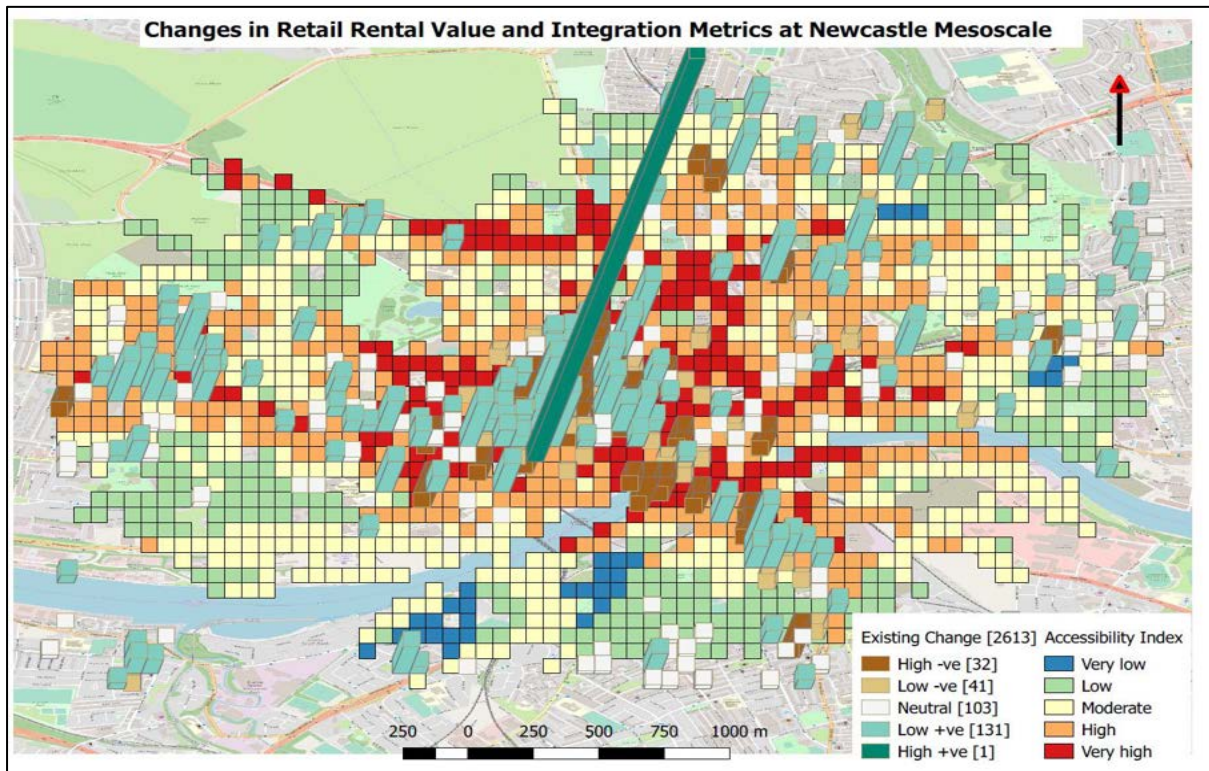 Changes in Retail Rental Value and Integration Metrics at Newcastle Mesoscale
Existing Change [2613] Accessibility Index
High -ve [32] Very low
Low -ve [41] Low
Neutral [103] Moderate
Low +ve [131] High
High +ve [1] Very high
250 0 250 500 750 1000 m